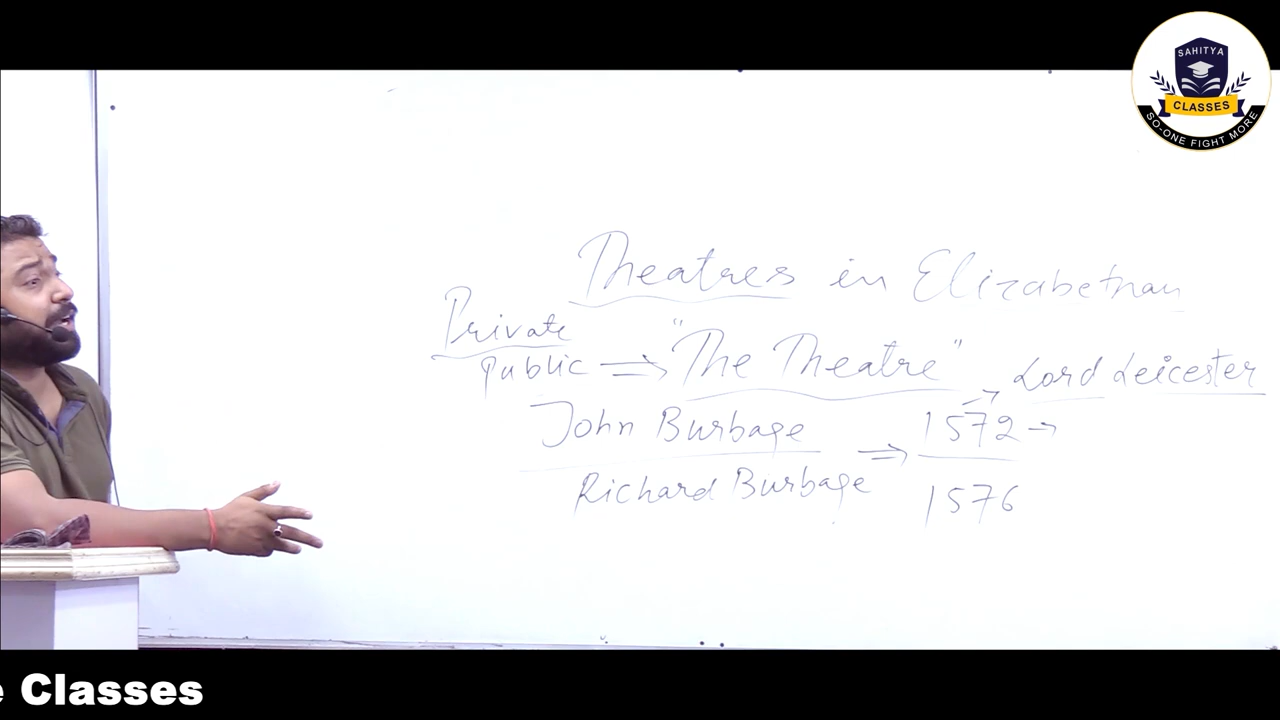 SAHITYA
CLASSES
SO-ONE FIGHT MORE
Theatres in Elizabethan
Private
public ⇒ "The Theatre" → Lord Leicester
John Burbage 1572 →
Richard Burbage ⇒ 1576
e Classes